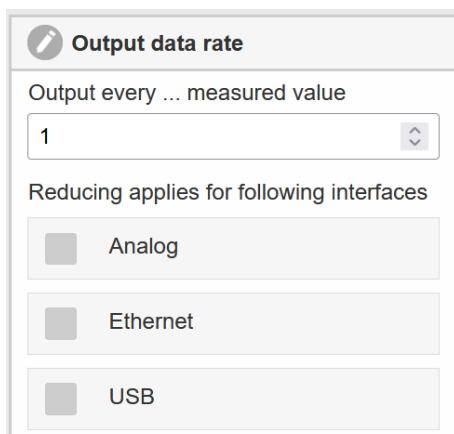 Output data rate
Output every ... measured value
1
Reducing applies for following interfaces
Analog
Ethernet
USB